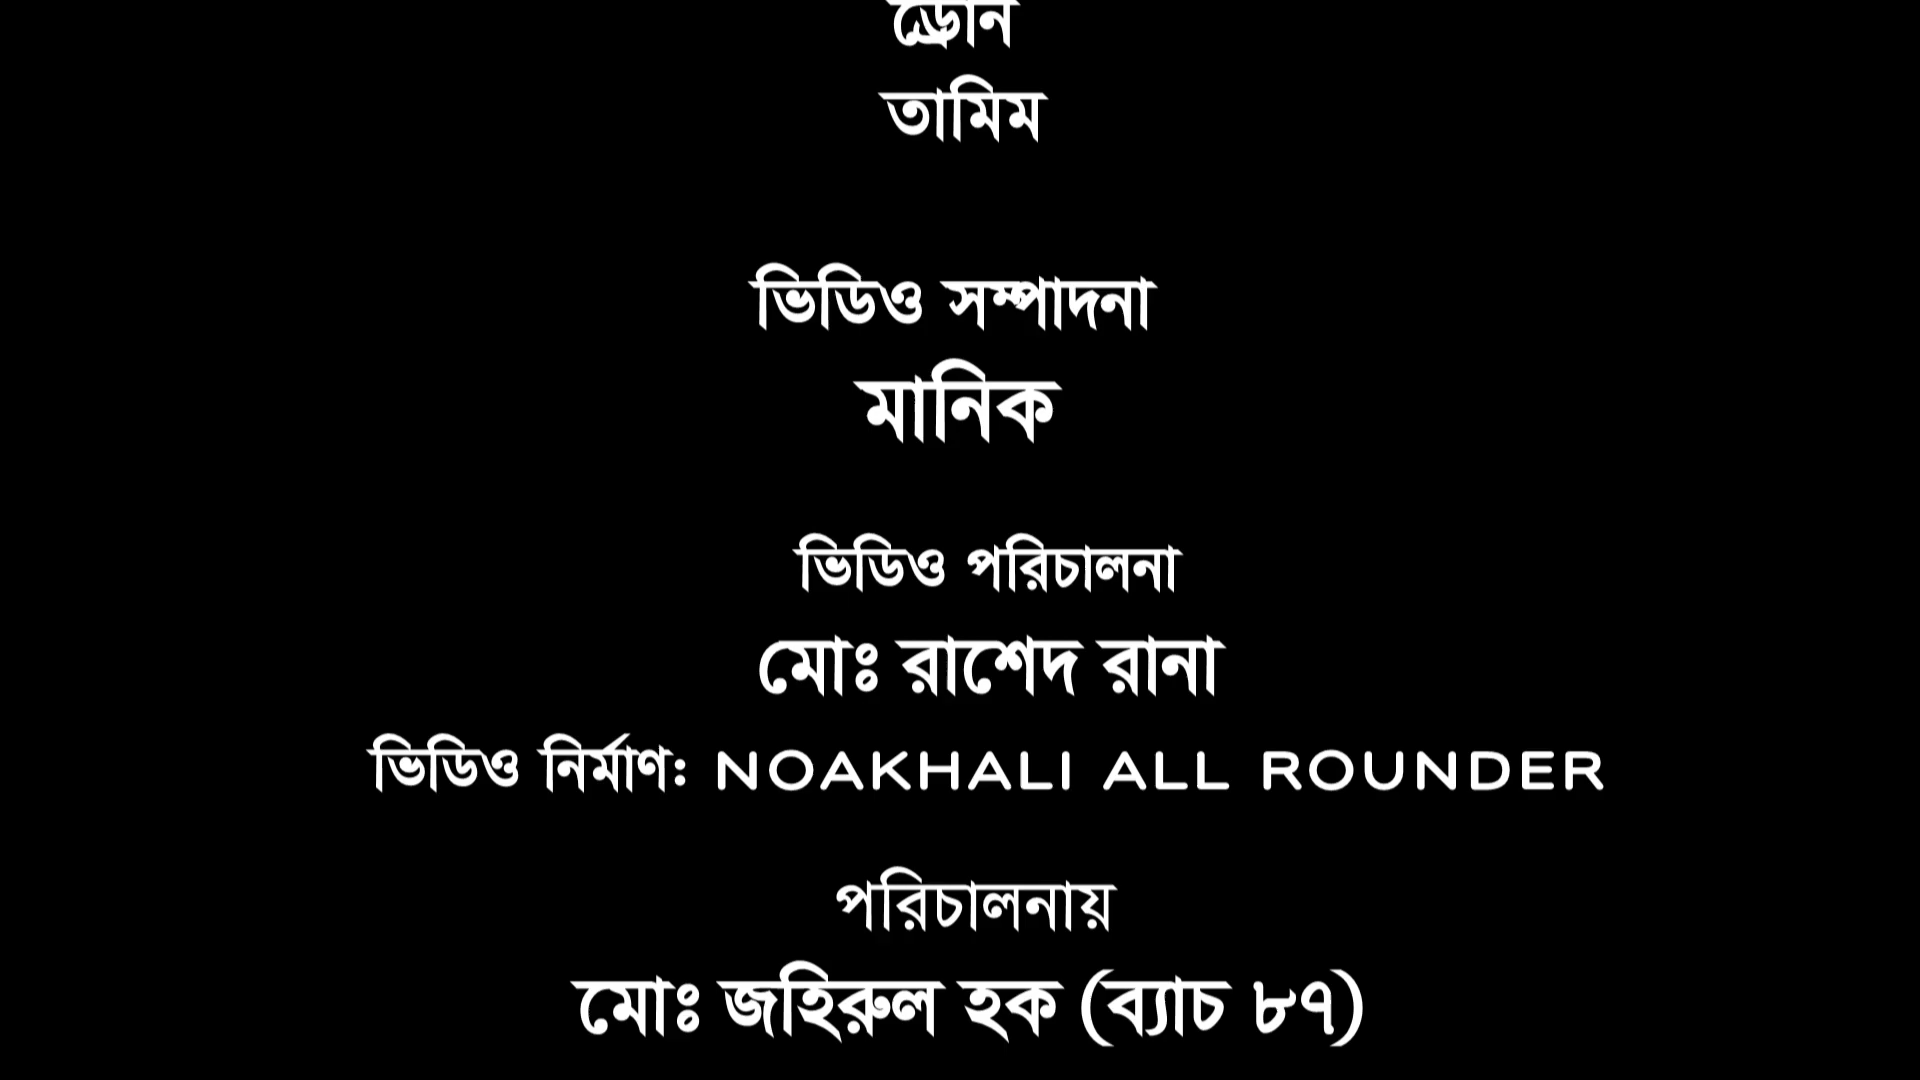 ড্রোন
তামিম
ভিডিও সম্পাদনা
মানিক
ভিডিও পরিচালনা
মোঃ রাশেদ রানা
ভিডিও নির্মাণঃ NOAKHALI ALL ROUNDER
পরিচালনায়
মোঃ জহিরুল হক (ব্যাচ ৮৭)